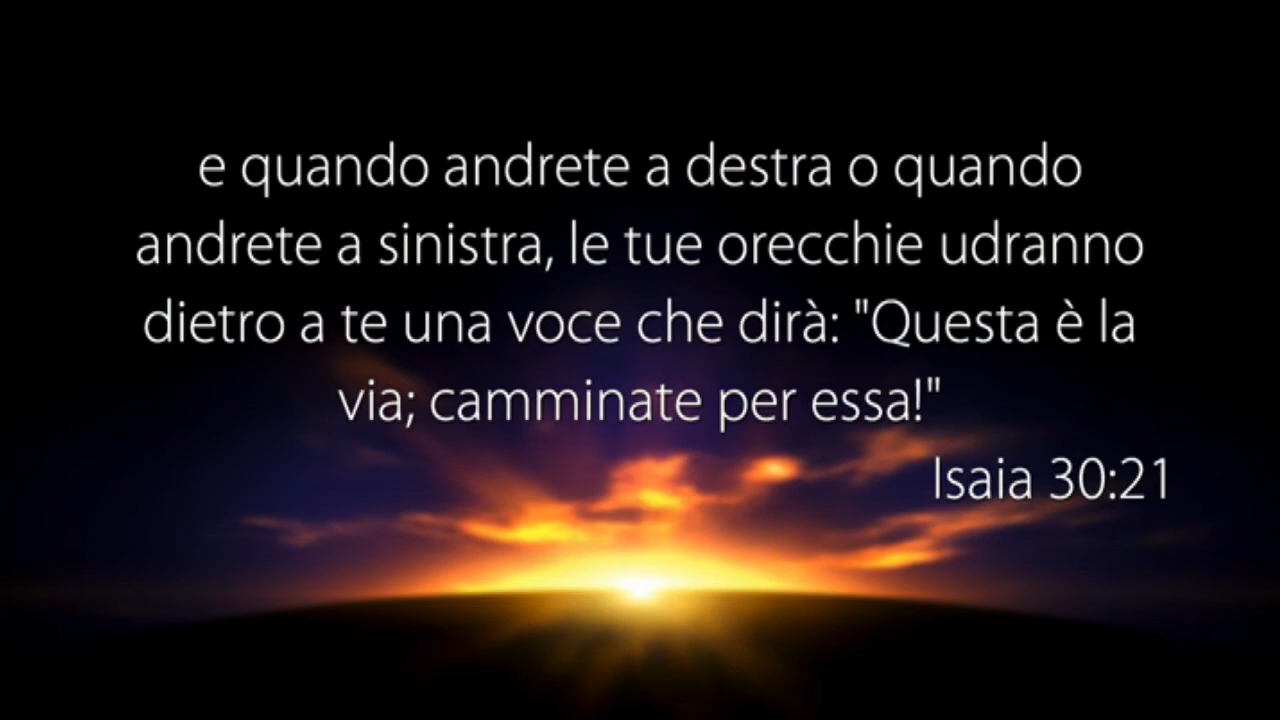 e quando andrete a destra o quando
andrete a sinistra, le tue orecchie udranno
dietro a te una voce che dirà: "Questa è la
via; camminate per essa!"
Isaia 30:21